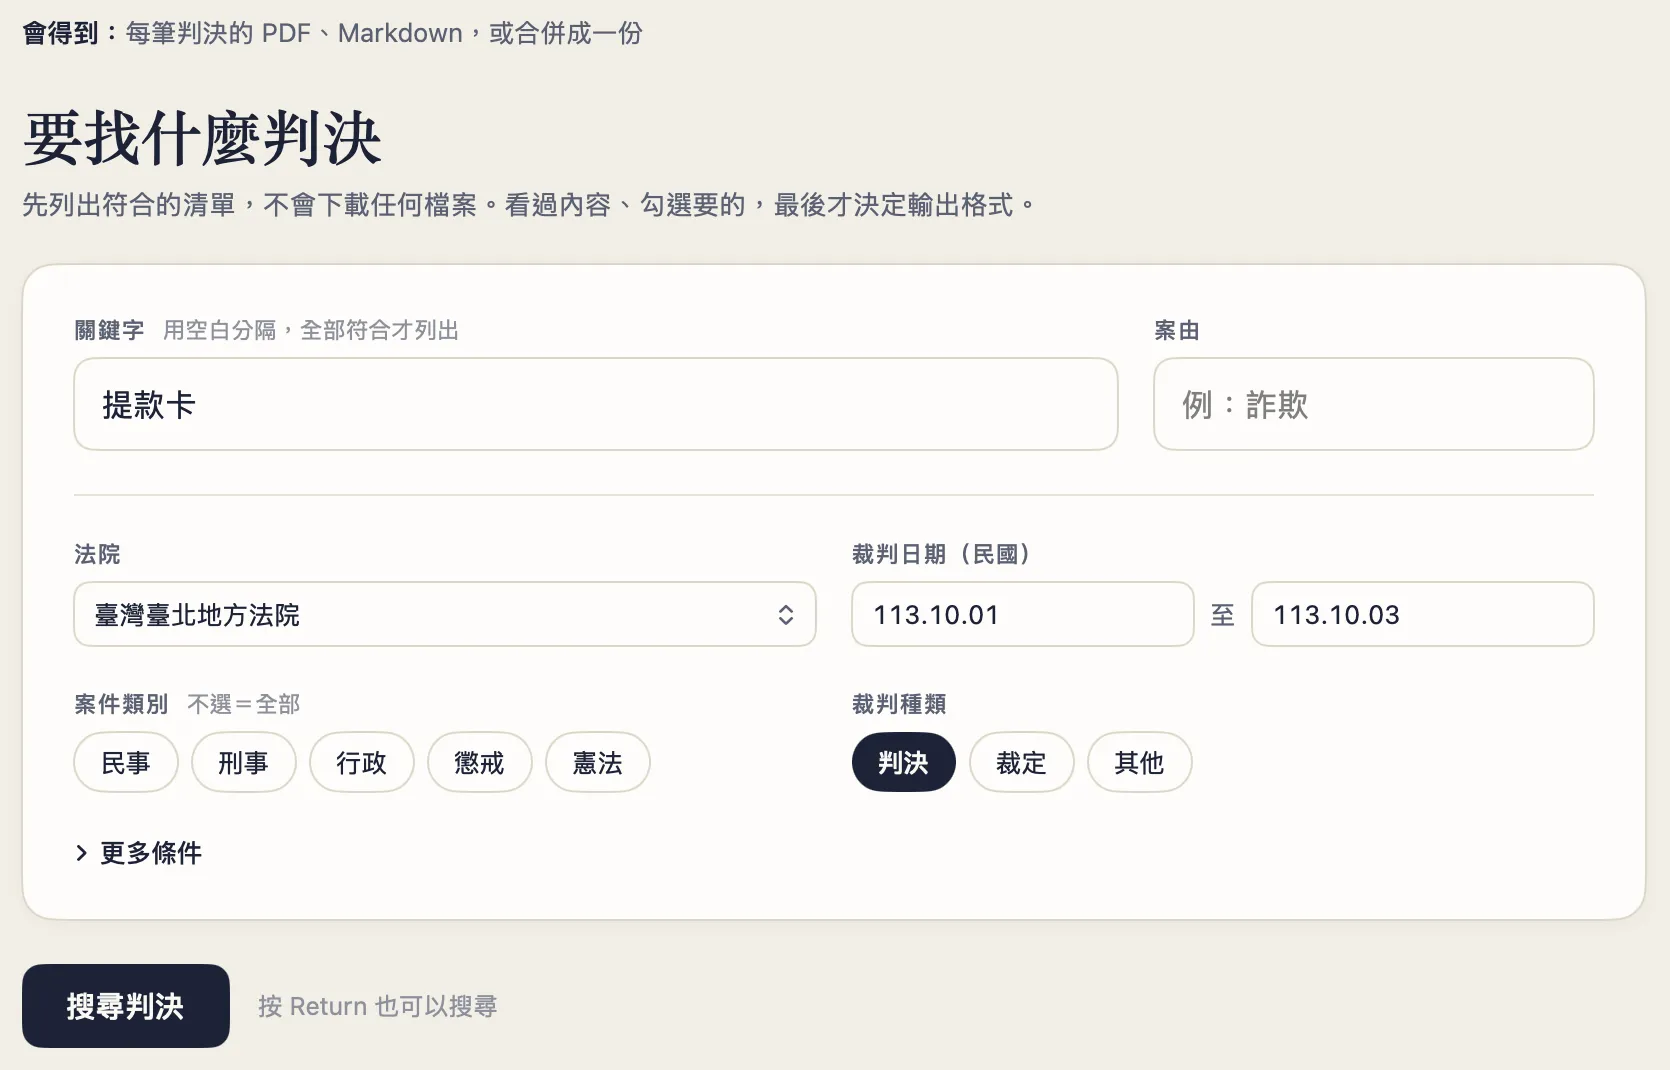 會得到：每筆判決的 PDF、Markdown，或合併成一份
要找什麼判決
先列出符合的清單，不會下載任何檔案。看過內容、勾選要的，最後才決定輸出格式。
關鍵字 用空白分隔，全部符合才列出
案由
提款卡
例：詐欺
法院
裁判日期（民國）
臺灣臺北地方法院
113.10.01 至 113.10.03
案件類別 不選＝全部
裁判種類
民事 刑事 行政 懲戒 憲法
判決 裁定 其他
更多條件
搜尋判決 按 Return 也可以搜尋